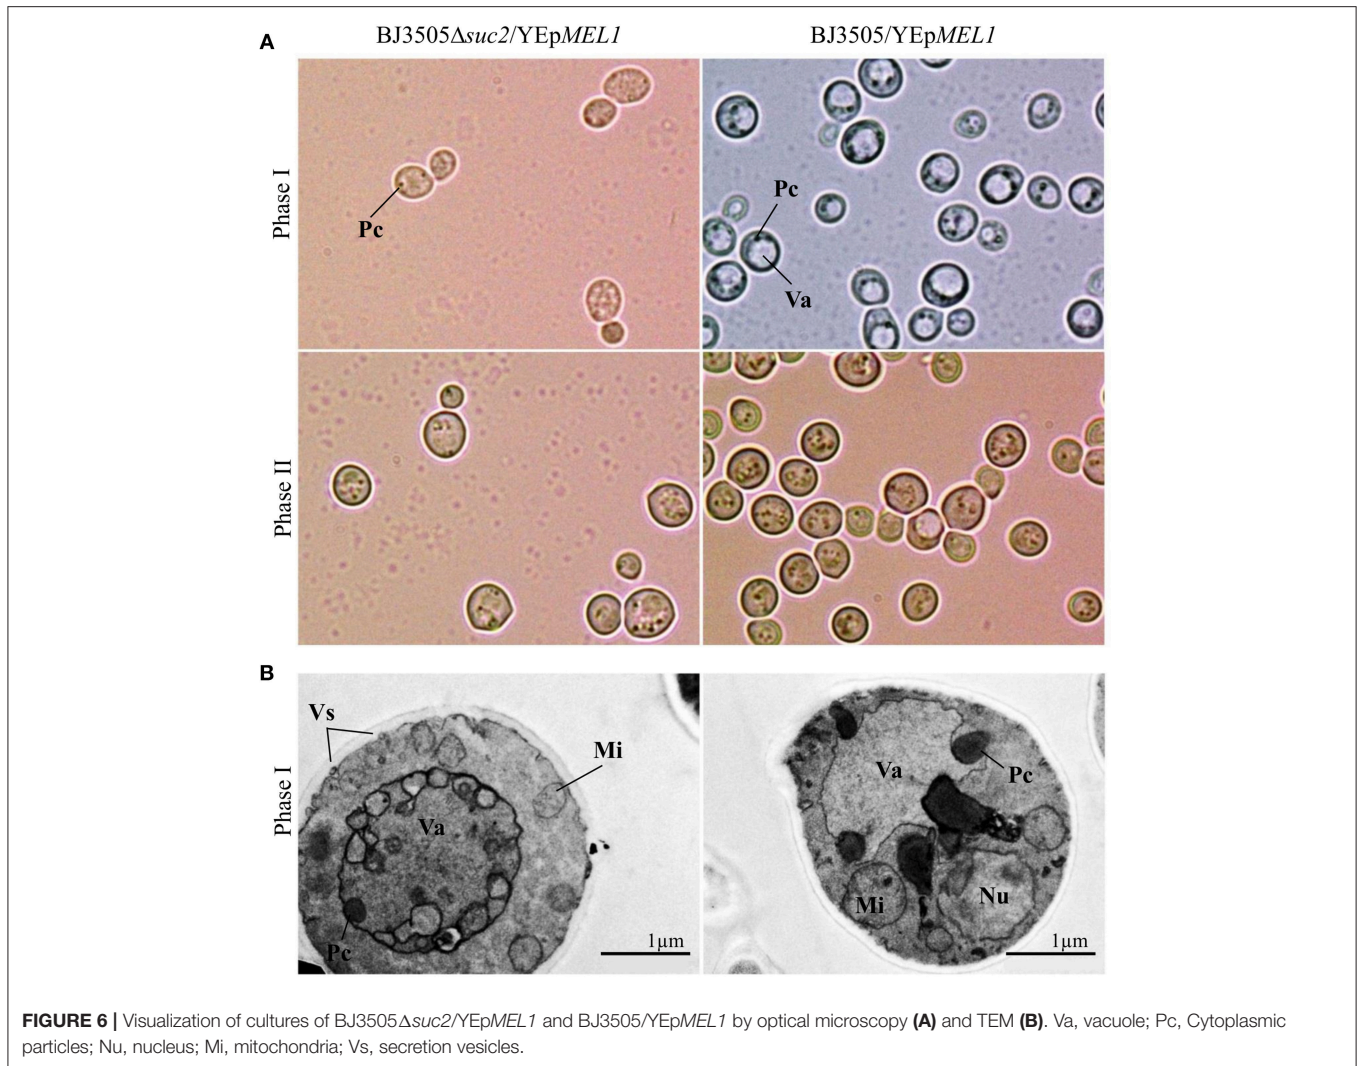 BJ3505Δsuc2/YEpMEL1
BJ3505/YEpMEL1
A
Phase I
Pc
Pc
Va
Phase II
B
Phase I
Vs
Mi
Va
Pc
1µm
Va
Pc
Mi
Nu
1µm
FIGURE 6 | Visualization of cultures of BJ3505Δsuc2/YEpMEL1 and BJ3505/YEpMEL1 by optical microscopy (A) and TEM (B). Va, vacuole; Pc, Cytoplasmic
particles; Nu, nucleus; Mi, mitochondria; Vs, secretion vesicles.